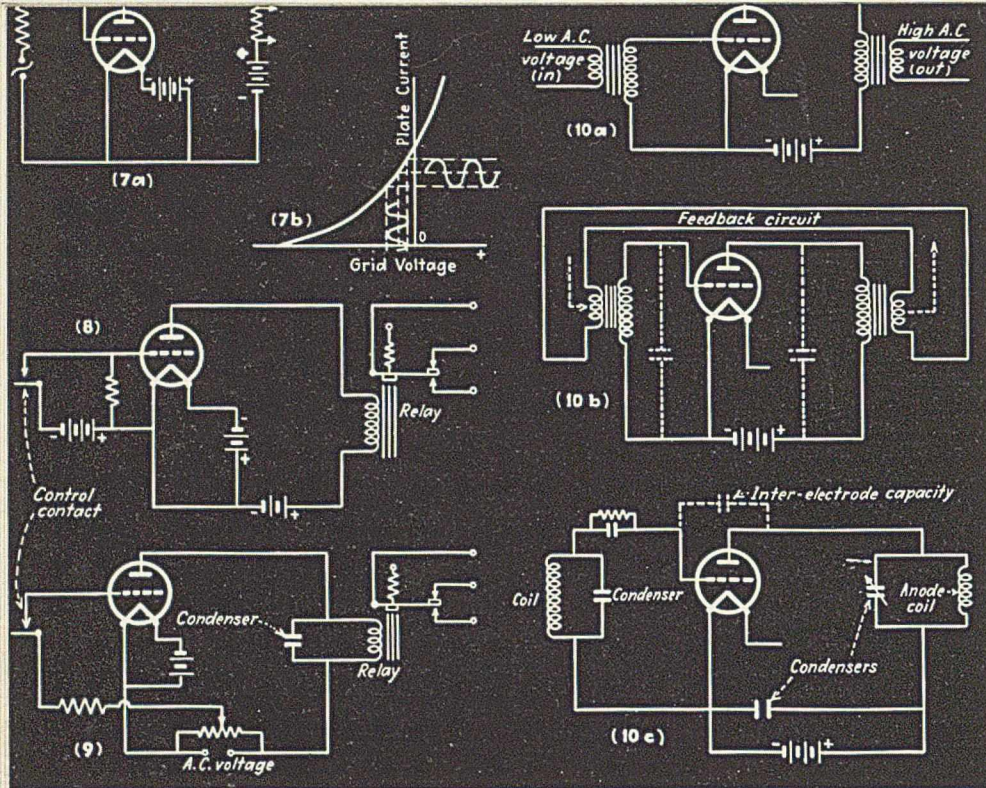 (7a)
Plate Current
(7b)
0
+
Grid Voltage
Low A.C.
voltage
(in)
High A.C
voltage
(out)
(10a)
- +
Feedback circuit
(10b)
- +
(8)
Relay
- +
- +
- +
Control
contact
Condenser
Relay
(9)
A.C. voltage
Inter-electrode capacity
Coil
Condenser
Anode
coil
Condensers
(10c)
- +